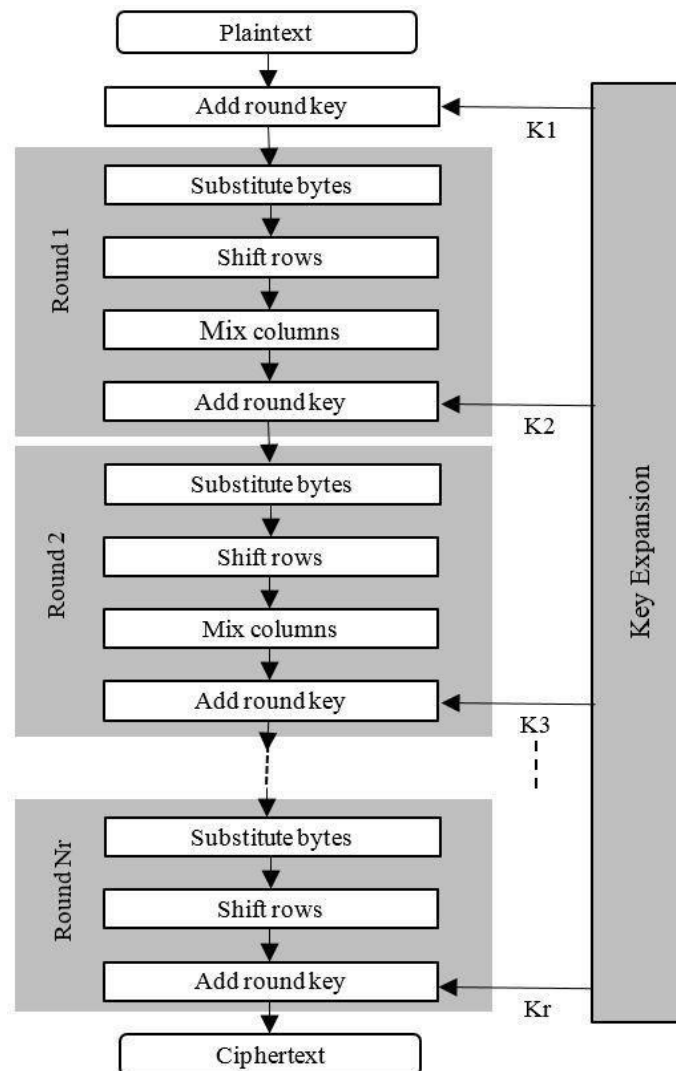 Plaintext
Add round key
K1
Round 1
Substitute bytes
Shift rows
Mix columns
Add round key
K2
Round 2
Substitute bytes
Shift rows
Mix columns
Add round key
K3
Key Expansion
Round Nr
Substitute bytes
Shift rows
Add round key
Kr
Ciphertext